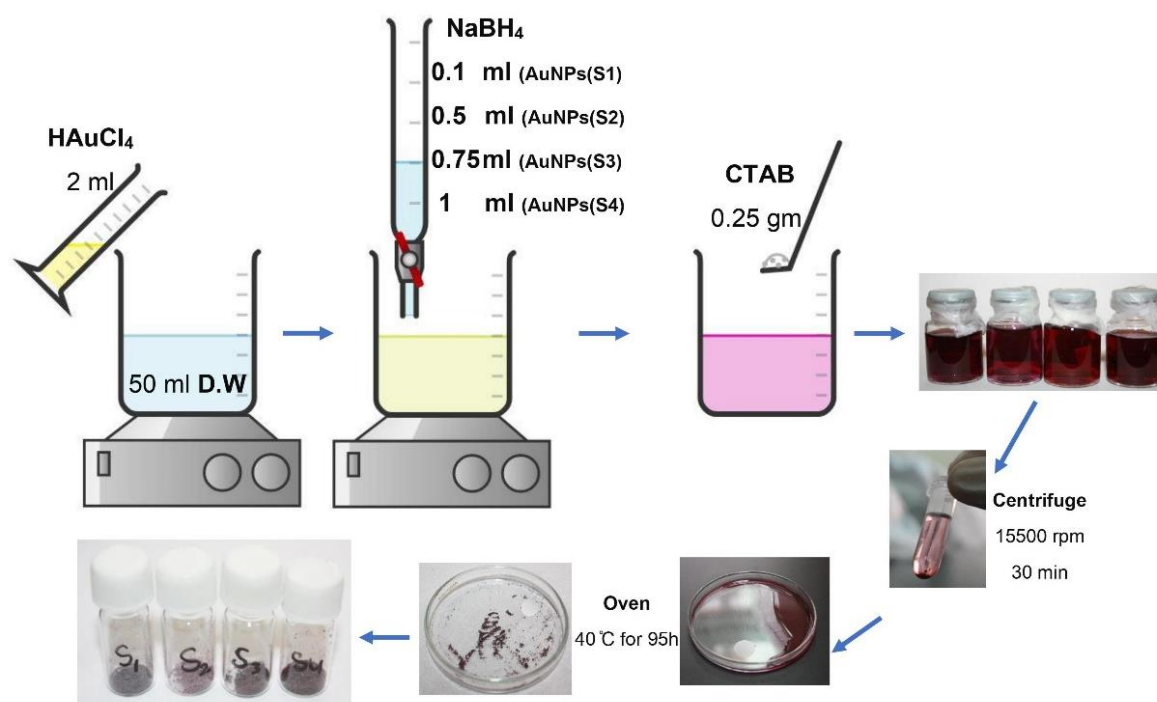 HAuCl₄
2 ml
50 ml D.W
NaBH₄
0.1 ml (AuNPs(S1)
0.5 ml (AuNPs(S2)
0.75ml (AuNPs(S3)
1 ml (AuNPs(S4)
CTAB
0.25 gm
Centrifuge
15500 rpm
30 min
Oven
40℃ for 95h
S1
S2
S3
S4